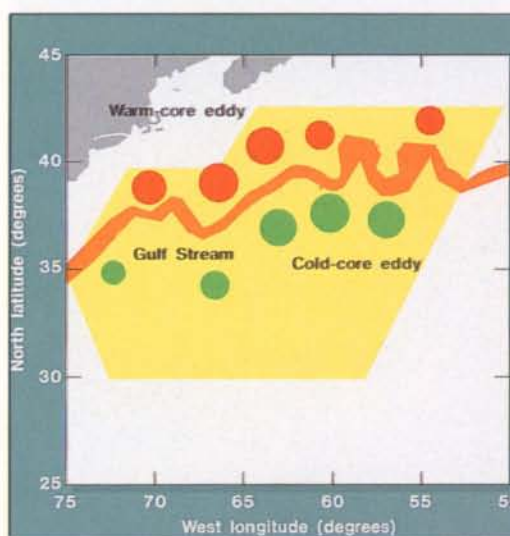 45
Warm-core eddy
40
Gulf Stream
Cold-core eddy
35
30
25
75 70 65 60 55
West longitude (degrees)
North latitude (degrees)